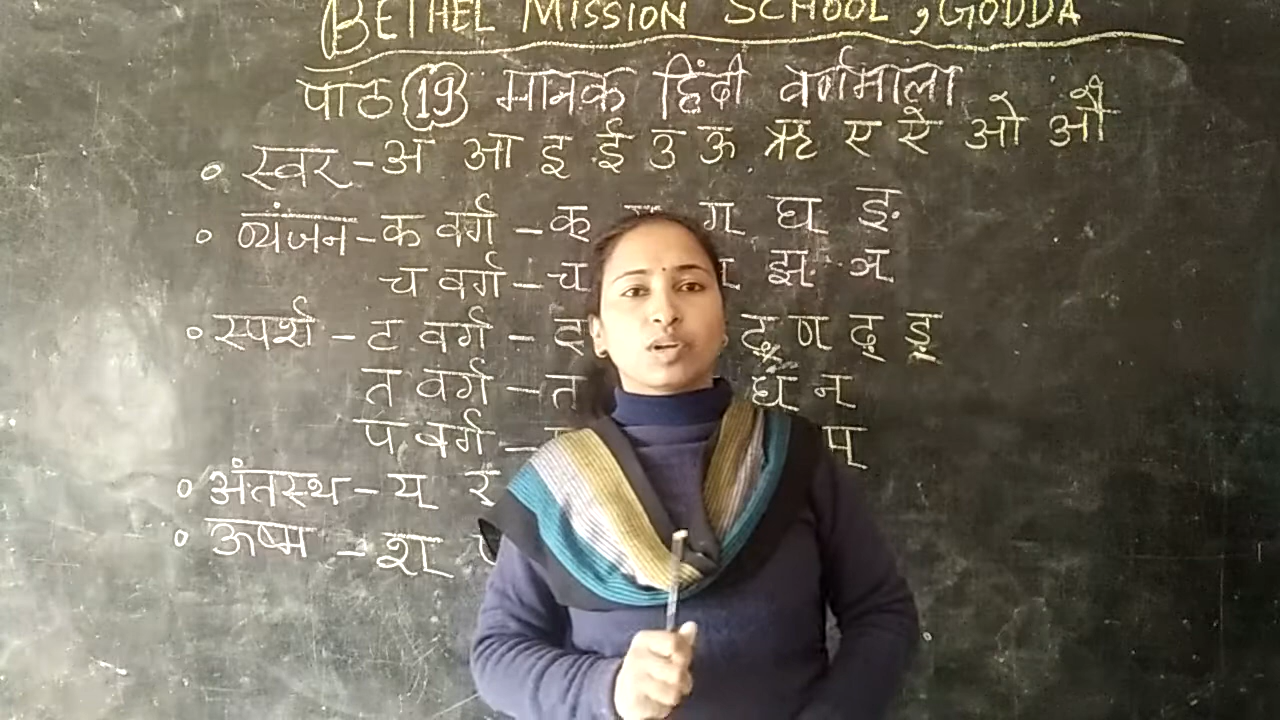 BETHEL MISSION SCHOOL, GODDA
पाठ 19 मानक हिंदी वर्णमाला
स्वर - अ आ इ ई उ ऊ ऋ ए ऐ ओ औ
व्यंजन - क वर्ग - क् ग् घ् ङ्
च वर्ग - च् झ् ञ्
स्पर्श - ट वर्ग - ढ् ण् ढ़् ड़्
त वर्ग - त् ध् न्
प वर्ग - म्
अंतस्थ - य् र्
ऊष्म - श्